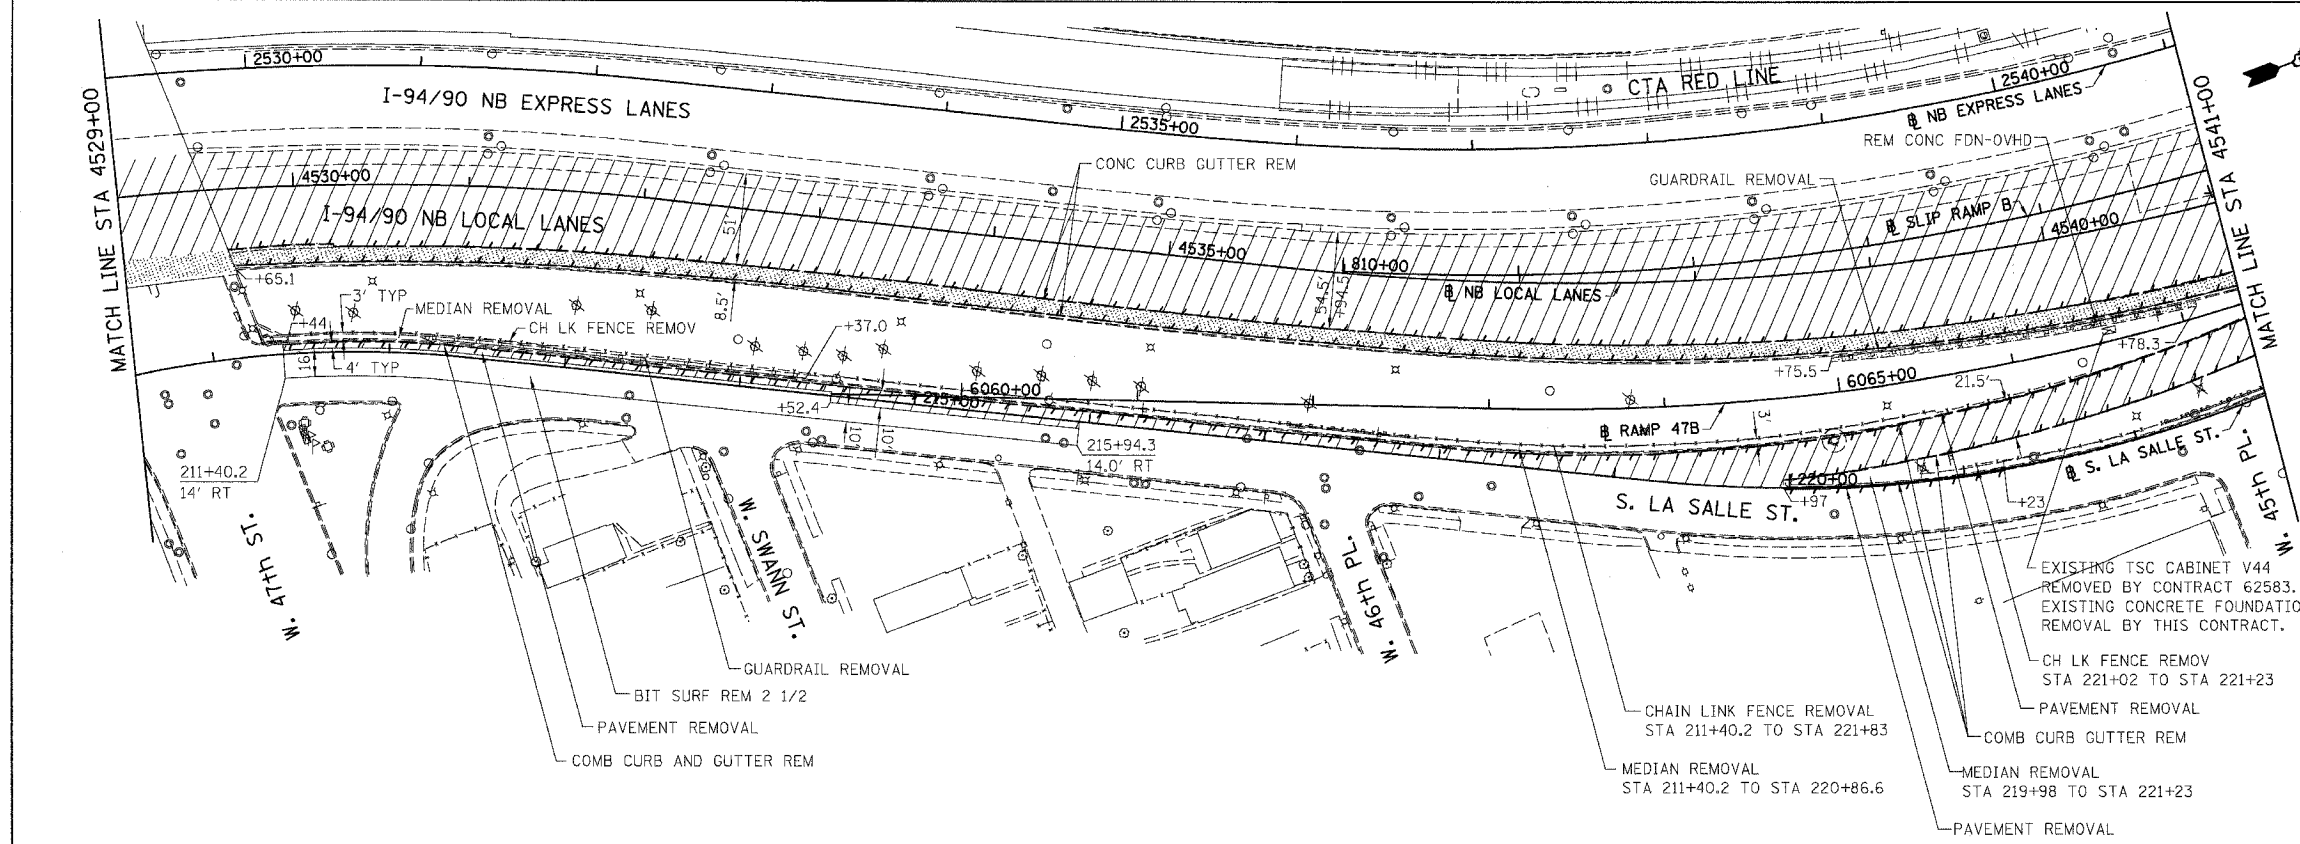 MATCH LINE STA 4529+00
2530+00
I-94/90 NB EXPRESS LANES
2535+00
CTA RED LINE
2540+00
℄ NB EXPRESS LANES
MATCH LINE STA 4541+00
REM CONC FDN-OVHD
CONC CURB GUTTER REM
GUARDRAIL REMOVAL
4530+00
I-94/90 NB LOCAL LANES
51'
4535+00
810+00
℄ SLIP RAMP B
4540+00
54.5'
+94.5
℄ NB LOCAL LANES
+65.1
3' TYP
MEDIAN REMOVAL
+44
CH LK FENCE REMOV
8.5'
+37.0
16'
4' TYP
+52.4
6060+00
215+00
+75.5
6065+00
21.5'
+78.3
10'
10'
℄ RAMP 47B
3'
211+40.2
14' RT
215+94.3
14.0' RT
220+00
+97
S. LA SALLE ST.
+23
℄ S. LA SALLE ST.
W. 47th ST.
W. SWANN ST.
W. 46th PL.
W. 45th PL.
EXISTING TSC CABINET V44
REMOVED BY CONTRACT 62583.
EXISTING CONCRETE FOUNDATIO
REMOVAL BY THIS CONTRACT.
GUARDRAIL REMOVAL
BIT SURF REM 2 1/2
PAVEMENT REMOVAL
COMB CURB AND GUTTER REM
CH LK FENCE REMOV
STA 221+02 TO STA 221+23
PAVEMENT REMOVAL
COMB CURB GUTTER REM
CHAIN LINK FENCE REMOVAL
STA 211+40.2 TO STA 221+83
MEDIAN REMOVAL
STA 211+40.2 TO STA 220+86.6
MEDIAN REMOVAL
STA 219+98 TO STA 221+23
PAVEMENT REMOVAL